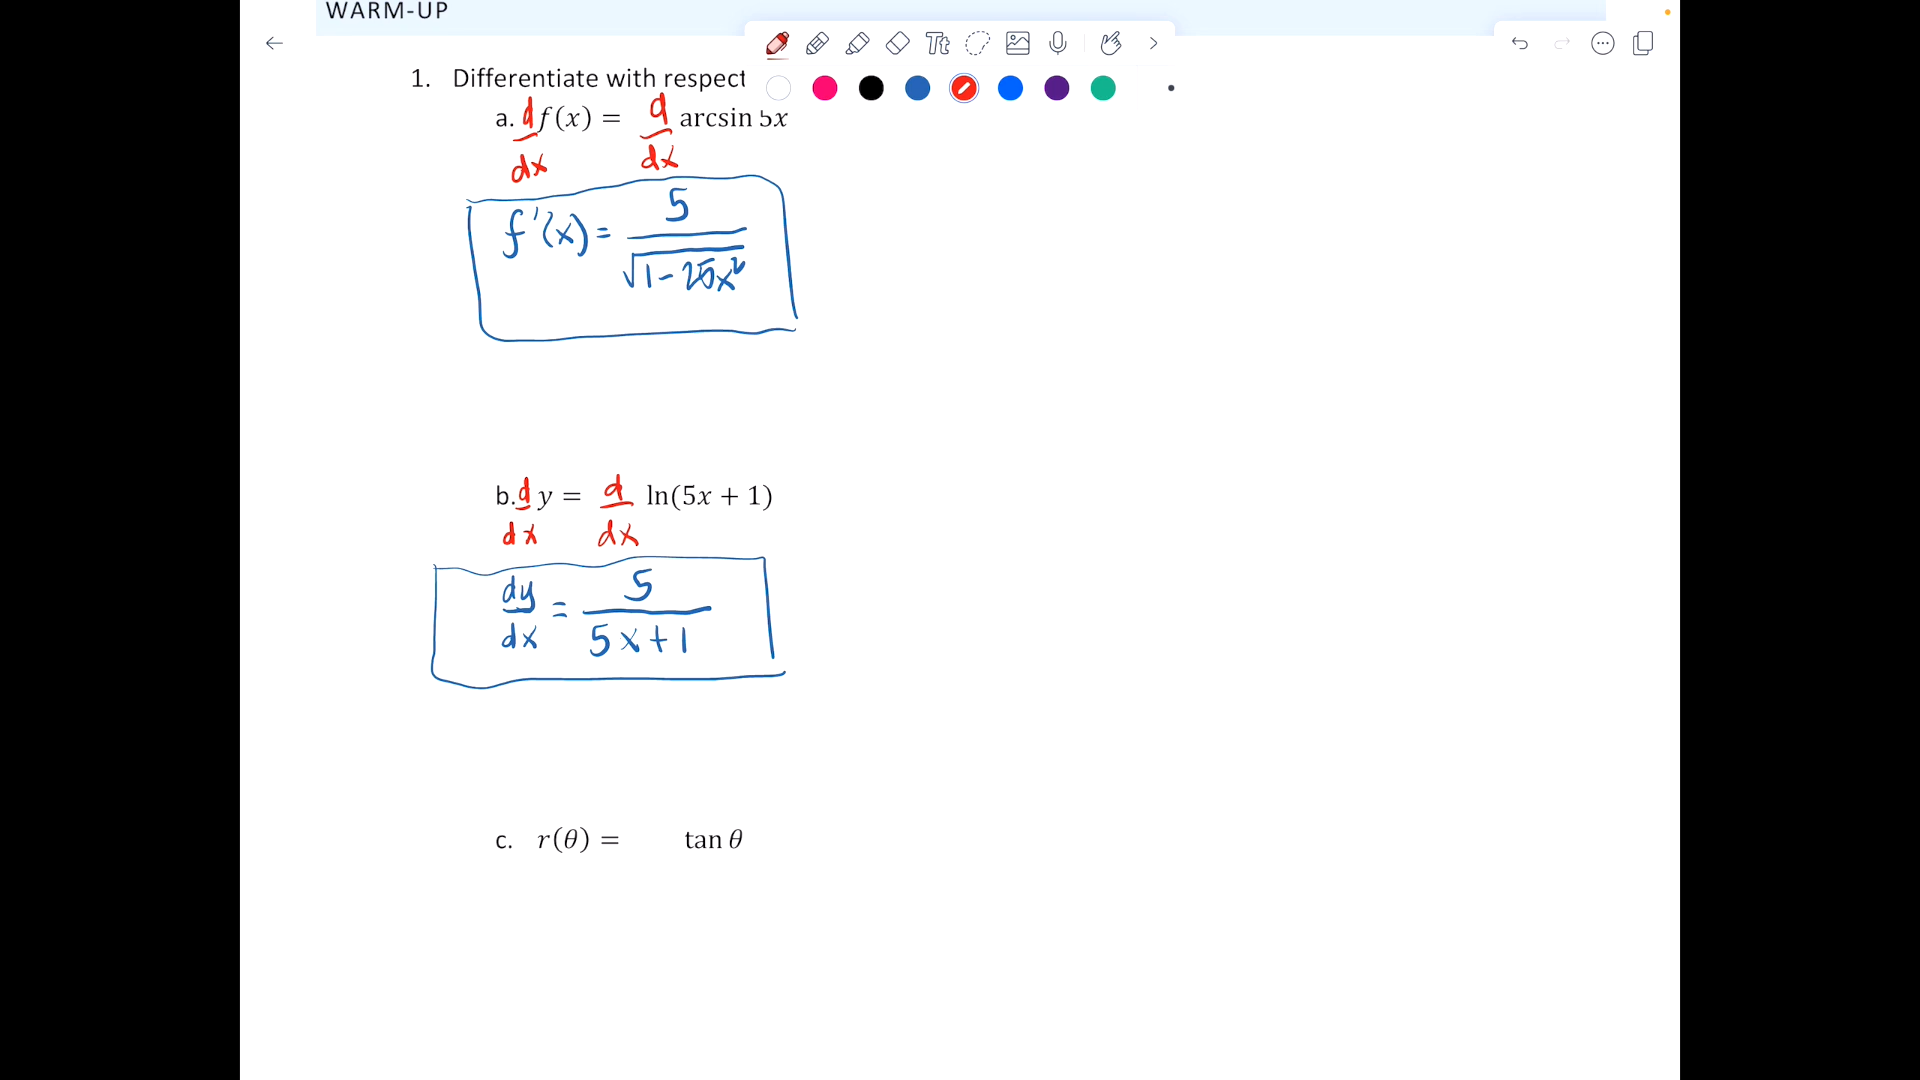 WARM-UP
1. Differentiate with respect
a. d/dx f(x) = d/dx arcsin 5x
f'(x) = 5/√(1-25x²)
b. d/dx y = d/dx ln(5x + 1)
dy/dx = 5/(5x+1)
c. r(θ) = tan θ